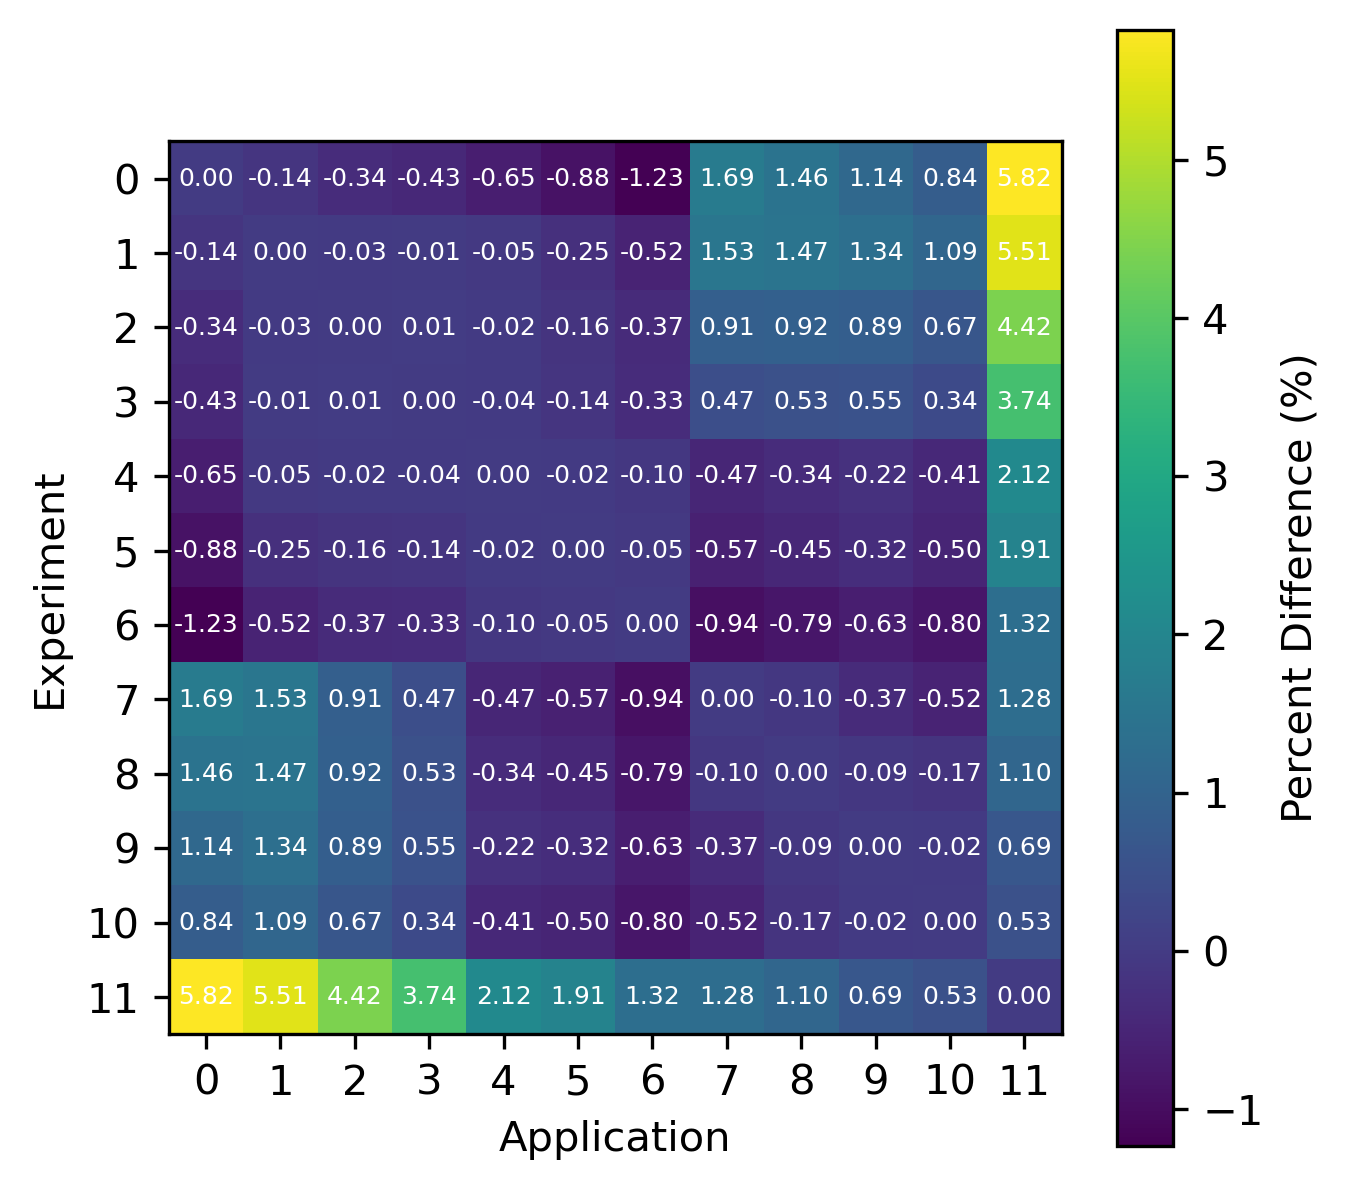 0 0.00 -0.14 -0.34 -0.43 -0.65 -0.88 -1.23 1.69 1.46 1.14 0.84 5.82
1 -0.14 0.00 -0.03 -0.01 -0.05 -0.25 -0.52 1.53 1.47 1.34 1.09 5.51
2 -0.34 -0.03 0.00 0.01 -0.02 -0.16 -0.37 0.91 0.92 0.89 0.67 4.42
3 -0.43 -0.01 0.01 0.00 -0.04 -0.14 -0.33 0.47 0.53 0.55 0.34 3.74
4 -0.65 -0.05 -0.02 -0.04 0.00 -0.02 -0.10 -0.47 -0.34 -0.22 -0.41 2.12
5 -0.88 -0.25 -0.16 -0.14 -0.02 0.00 -0.05 -0.57 -0.45 -0.32 -0.50 1.91
6 -1.23 -0.52 -0.37 -0.33 -0.10 -0.05 0.00 -0.94 -0.79 -0.63 -0.80 1.32
7 1.69 1.53 0.91 0.47 -0.47 -0.57 -0.94 0.00 -0.10 -0.37 -0.52 1.28
8 1.46 1.47 0.92 0.53 -0.34 -0.45 -0.79 -0.10 0.00 -0.09 -0.17 1.10
9 1.14 1.34 0.89 0.55 -0.22 -0.32 -0.63 -0.37 -0.09 0.00 -0.02 0.69
10 0.84 1.09 0.67 0.34 -0.41 -0.50 -0.80 -0.52 -0.17 -0.02 0.00 0.53
11 5.82 5.51 4.42 3.74 2.12 1.91 1.32 1.28 1.10 0.69 0.53 0.00
0 1 2 3 4 5 6 7 8 9 10 11
Application
Experiment
5
4
3
2
1
0
−1
Percent Difference (%)